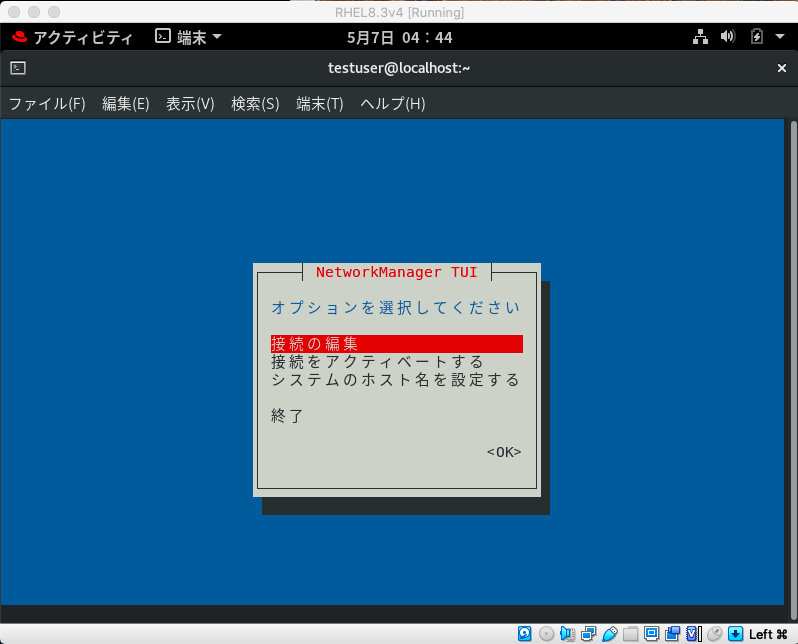 RHEL8.3v4 [Running]
アクティビティ 端末 5月7日 04：44
testuser@localhost:~
ファイル(F) 編集(E) 表示(V) 検索(S) 端末(T) ヘルプ(H)
NetworkManager TUI
オプションを選択してください
接続の編集
接続をアクティベートする
システムのホスト名を設定する
終了
<OK>
Left ⌘